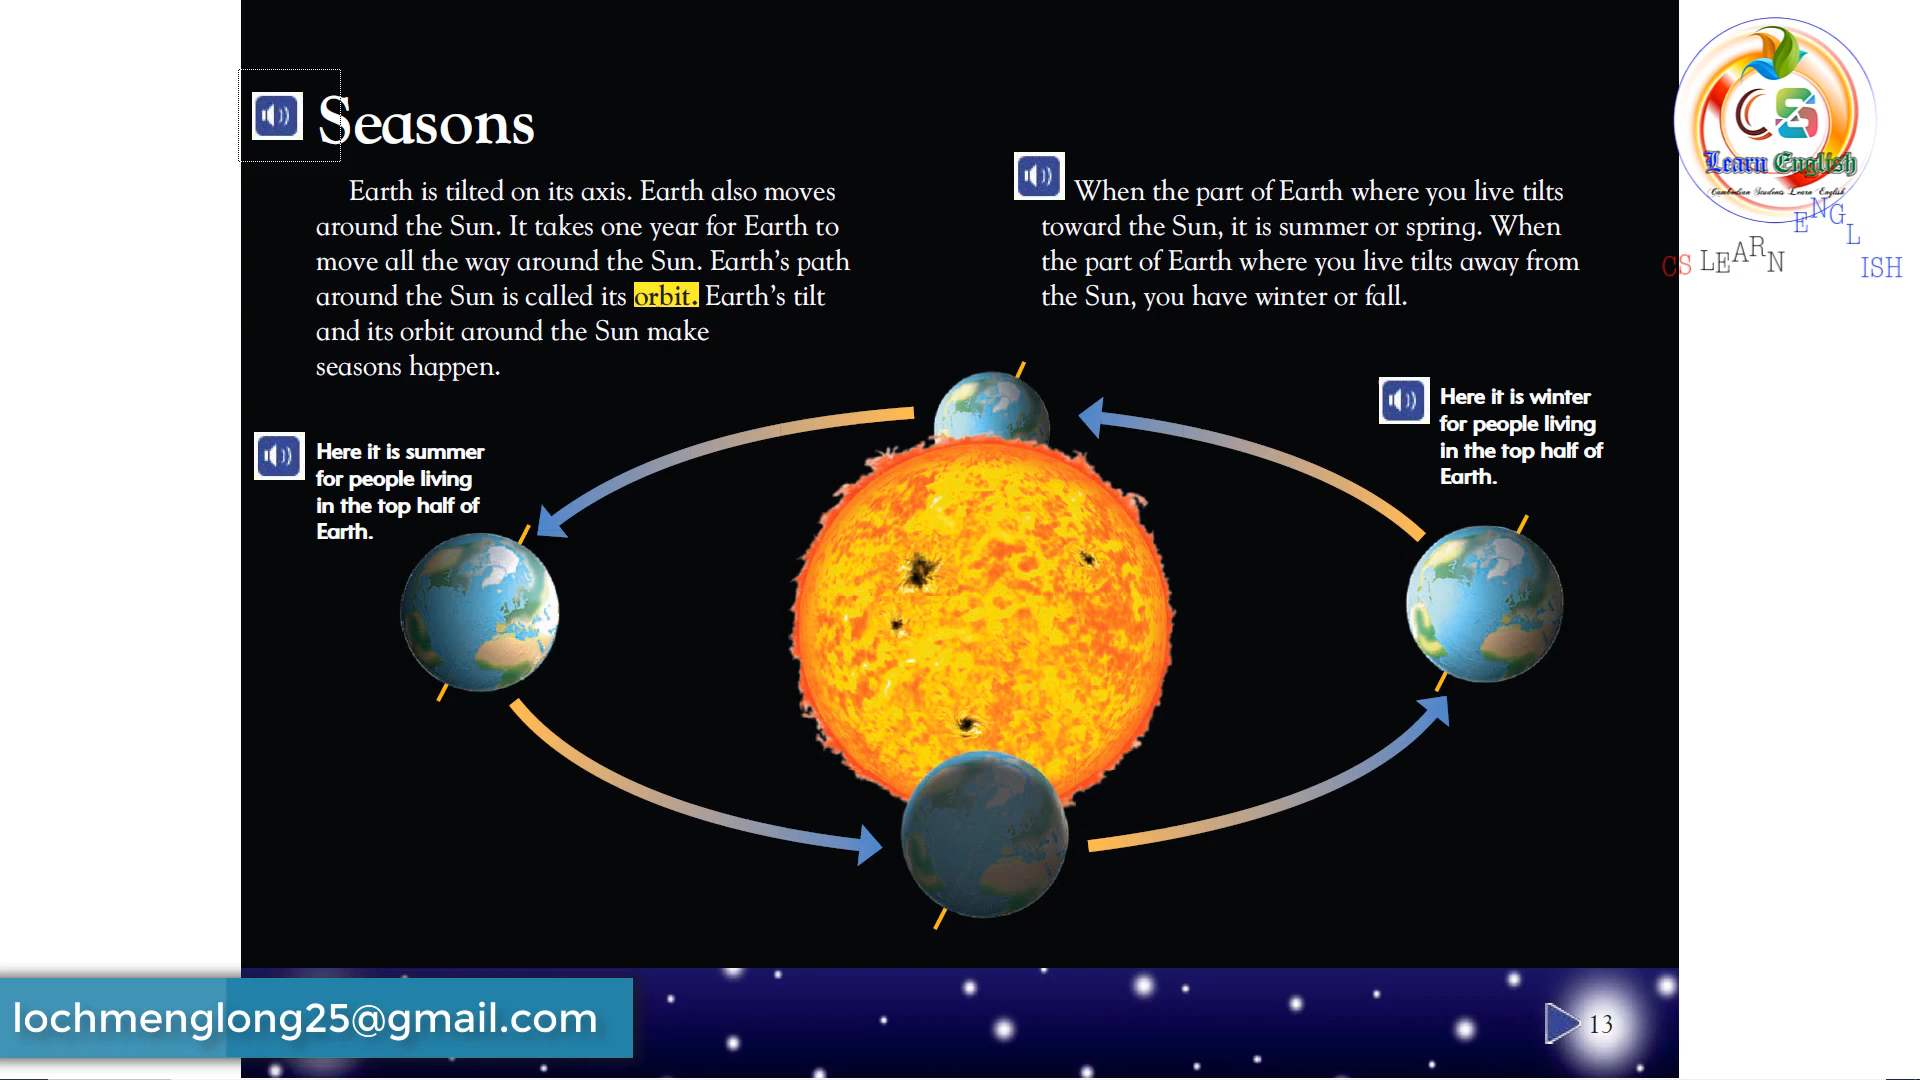 Seasons
Earth is tilted on its axis. Earth also moves
around the Sun. It takes one year for Earth to
move all the way around the Sun. Earth's path
around the Sun is called its orbit. Earth's tilt
and its orbit around the Sun make
seasons happen.
When the part of Earth where you live tilts
toward the Sun, it is summer or spring. When
the part of Earth where you live tilts away from
the Sun, you have winter or fall.
Here it is summer
for people living
in the top half of
Earth.
Here it is winter
for people living
in the top half of
Earth.
CS
Learn English
Cambodian Students Learn English
CS LEARN ENGLISH
lochmenglong25@gmail.com
13